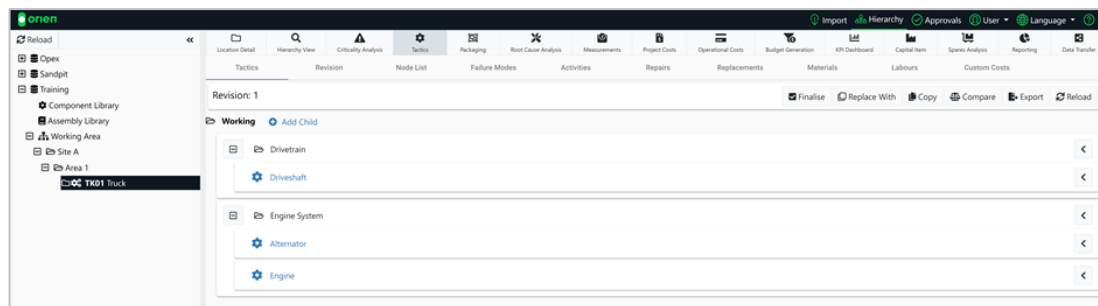 orien
Import Hierarchy Approvals User Language
Reload
Opex
Sandpit
Training
Component Library
Assembly Library
Working Area
Site A
Area 1
TK01 Truck
Location Detail Hierarchy View Criticality Analysis Tactics Packaging Root Cause Analysis Measurements Project Costs Operational Costs Budget Generation KPI Dashboard Capital Item Spares Analysis Reporting Data Transfer
Tactics Revision Node List Failure Modes Activities Repairs Replacements Materials Labours Custom Costs
Revision: 1
Finalise Replace With Copy Compare Export Reload
Working Add Child
Drivetrain
Driveshaft
Engine System
Alternator
Engine